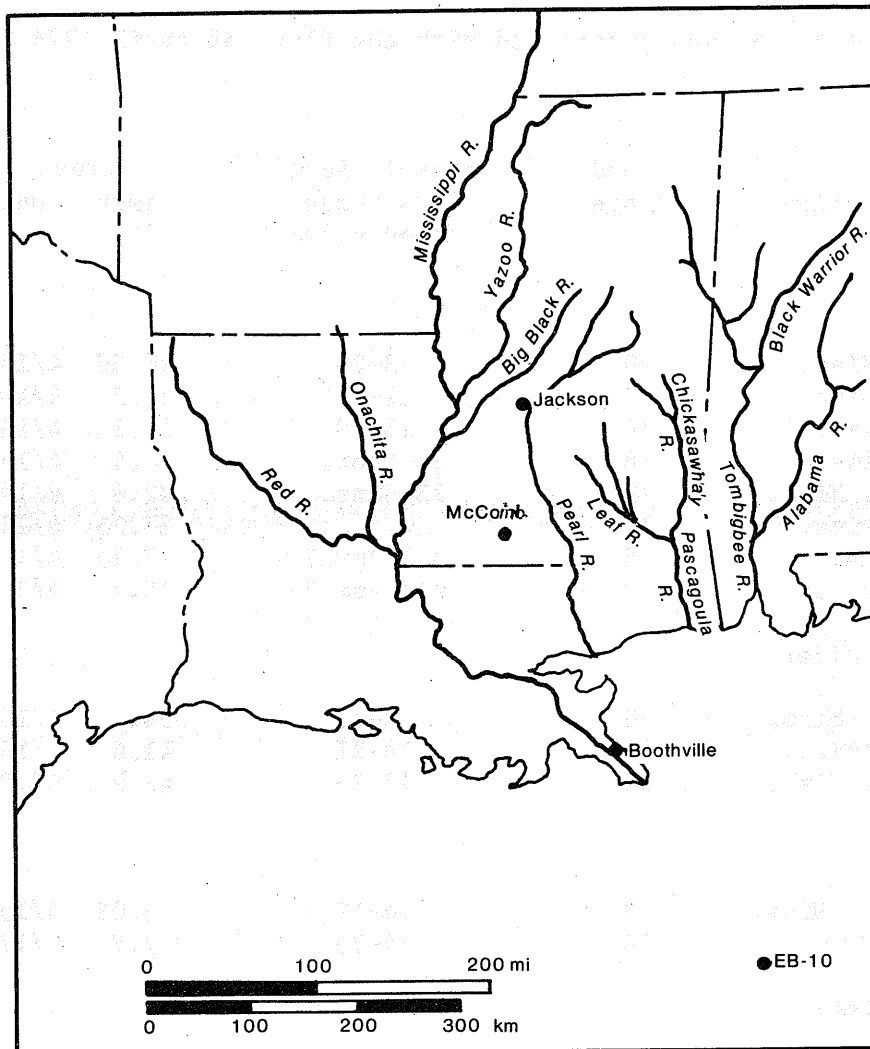 Mississippi R.
Yazoo R.
Big Black R.
Black Warrior R.
Onachita R.
Jackson
Chickasawhay R.
Red R.
McComb
Pearl R.
Leaf R.
Tombigbee R.
Alabama R.
Pascagoula R.
Boothville
EB-10
0 100 200 mi
0 100 200 300 km